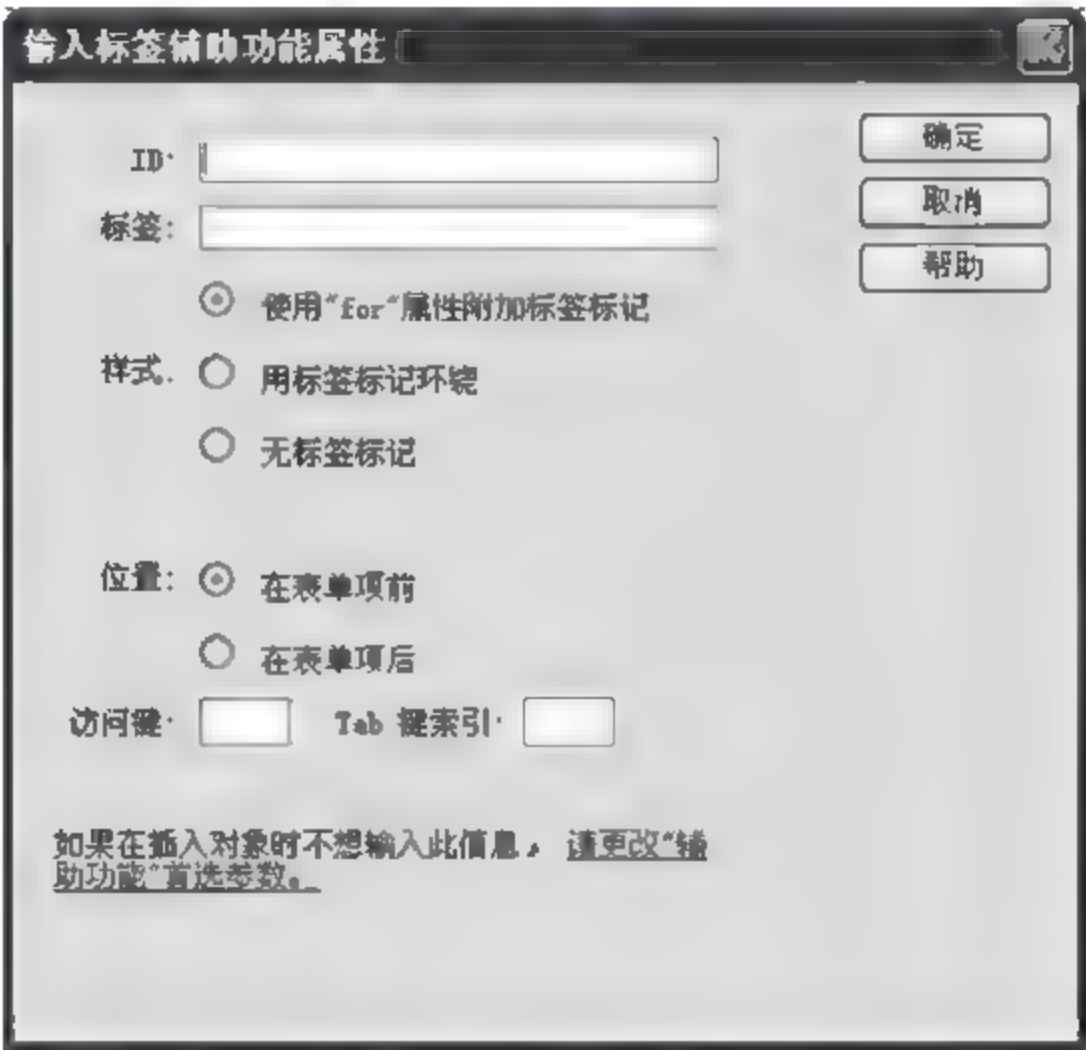 输入标签辅助功能属性
ID:
确定
标签:
取消
帮助
使用"for"属性附加标签标记
样式:
用标签标记环绕
无标签标记
位置:
在表单项前
在表单项后
访问键:
Tab 键索引:
如果在插入对象时不想输入此信息，请更改"辅
助功能"首选参数。